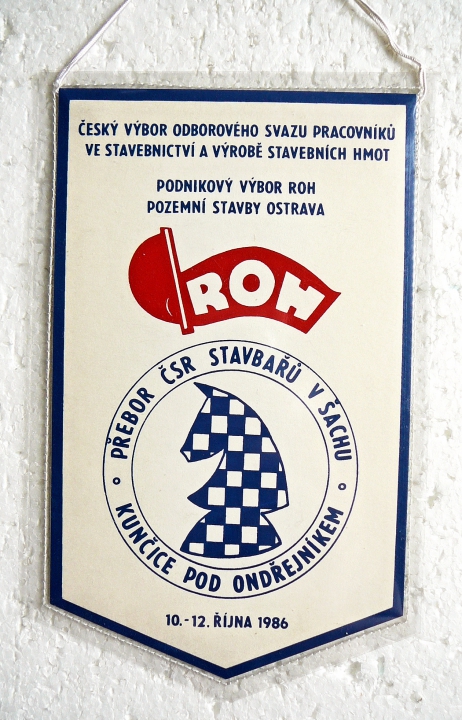 ČESKÝ VÝBOR ODBOROVÉHO SVAZU PRACOVNÍKŮ
VE STAVEBNICTVÍ A VÝROBĚ STAVEBNÍCH HMOT
PODNIKOVÝ VÝBOR ROH
POZEMNÍ STAVBY OSTRAVA
ROH
PŘEBOR ČSR STAVBAŘŮ V ŠACHU
KUNČICE POD ONDŘEJNÍKEM
10.-12. ŘÍJNA 1986